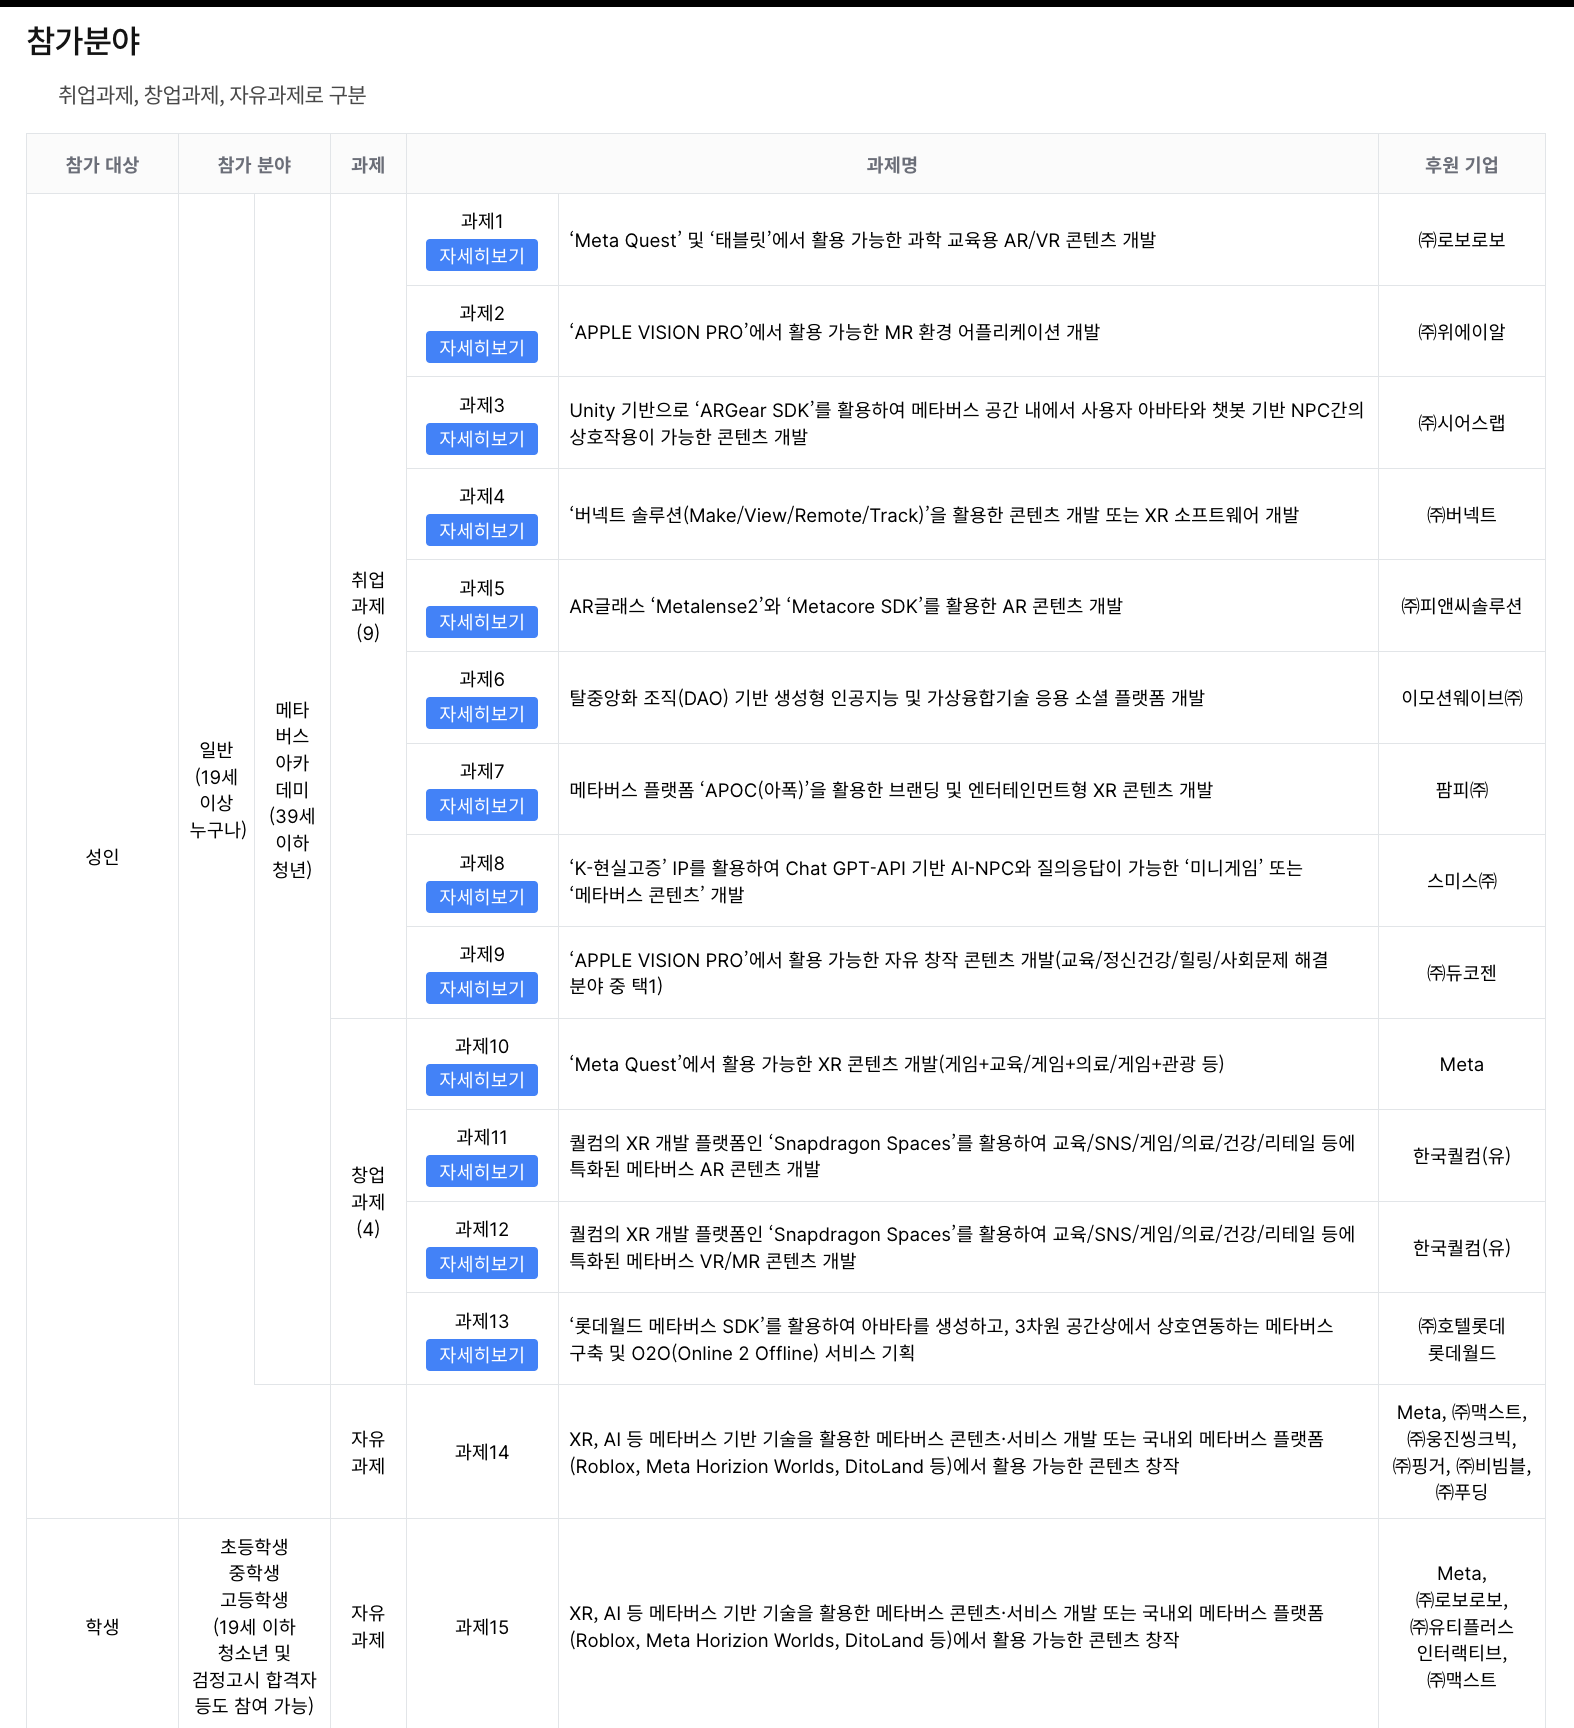 참가분야
취업과제, 창업과제, 자유과제로 구분
참가 대상
참가 분야
과제
과제명
후원 기업
성인
일반
(19세
이상
누구나)
메타
버스
아카
데미
(39세
이하
청년)
취업
과제
(9)
과제1
자세히보기
‘Meta Quest’ 및 ‘태블릿’에서 활용 가능한 과학 교육용 AR/VR 콘텐츠 개발
㈜로보로보
과제2
자세히보기
‘APPLE VISION PRO’에서 활용 가능한 MR 환경 어플리케이션 개발
㈜위에이알
과제3
자세히보기
Unity 기반으로 ‘ARGear SDK’를 활용하여 메타버스 공간 내에서 사용자 아바타와 챗봇 기반 NPC간의
상호작용이 가능한 콘텐츠 개발
㈜시어스랩
과제4
자세히보기
‘버넥트 솔루션(Make/View/Remote/Track)’을 활용한 콘텐츠 개발 또는 XR 소프트웨어 개발
㈜버넥트
과제5
자세히보기
AR글래스 ‘Metalense2’와 ‘Metacore SDK’를 활용한 AR 콘텐츠 개발
㈜피앤씨솔루션
과제6
자세히보기
탈중앙화 조직(DAO) 기반 생성형 인공지능 및 가상융합기술 응용 소셜 플랫폼 개발
이모션웨이브㈜
과제7
자세히보기
메타버스 플랫폼 ‘APOC(아폭)’을 활용한 브랜딩 및 엔터테인먼트형 XR 콘텐츠 개발
팜피㈜
과제8
자세히보기
‘K-현실고증’ IP를 활용하여 Chat GPT-API 기반 AI-NPC와 질의응답이 가능한 ‘미니게임’ 또는
‘메타버스 콘텐츠’ 개발
스미스㈜
과제9
자세히보기
‘APPLE VISION PRO’에서 활용 가능한 자유 창작 콘텐츠 개발(교육/정신건강/힐링/사회문제 해결
분야 중 택1)
㈜듀코젠
창업
과제
(4)
과제10
자세히보기
‘Meta Quest’에서 활용 가능한 XR 콘텐츠 개발(게임+교육/게임+의료/게임+관광 등)
Meta
과제11
자세히보기
퀄컴의 XR 개발 플랫폼인 ‘Snapdragon Spaces’를 활용하여 교육/SNS/게임/의료/건강/리테일 등에
특화된 메타버스 AR 콘텐츠 개발
한국퀄컴(유)
과제12
자세히보기
퀄컴의 XR 개발 플랫폼인 ‘Snapdragon Spaces’를 활용하여 교육/SNS/게임/의료/건강/리테일 등에
특화된 메타버스 VR/MR 콘텐츠 개발
한국퀄컴(유)
과제13
자세히보기
‘롯데월드 메타버스 SDK’를 활용하여 아바타를 생성하고, 3차원 공간상에서 상호연동하는 메타버스
구축 및 O2O(Online 2 Offline) 서비스 기획
㈜호텔롯데
롯데월드
자유
과제
과제14
XR, AI 등 메타버스 기반 기술을 활용한 메타버스 콘텐츠·서비스 개발 또는 국내외 메타버스 플랫폼
(Roblox, Meta Horizion Worlds, DitoLand 등)에서 활용 가능한 콘텐츠 창작
Meta, ㈜맥스트,
㈜웅진씽크빅,
㈜핑거, ㈜비빔블,
㈜푸딩
학생
초등학생
중학생
고등학생
(19세 이하
청소년 및
검정고시 합격자
등도 참여 가능)
자유
과제
과제15
XR, AI 등 메타버스 기반 기술을 활용한 메타버스 콘텐츠·서비스 개발 또는 국내외 메타버스 플랫폼
(Roblox, Meta Horizion Worlds, DitoLand 등)에서 활용 가능한 콘텐츠 창작
Meta,
㈜로보로보,
㈜유티플러스
인터랙티브,
㈜맥스트